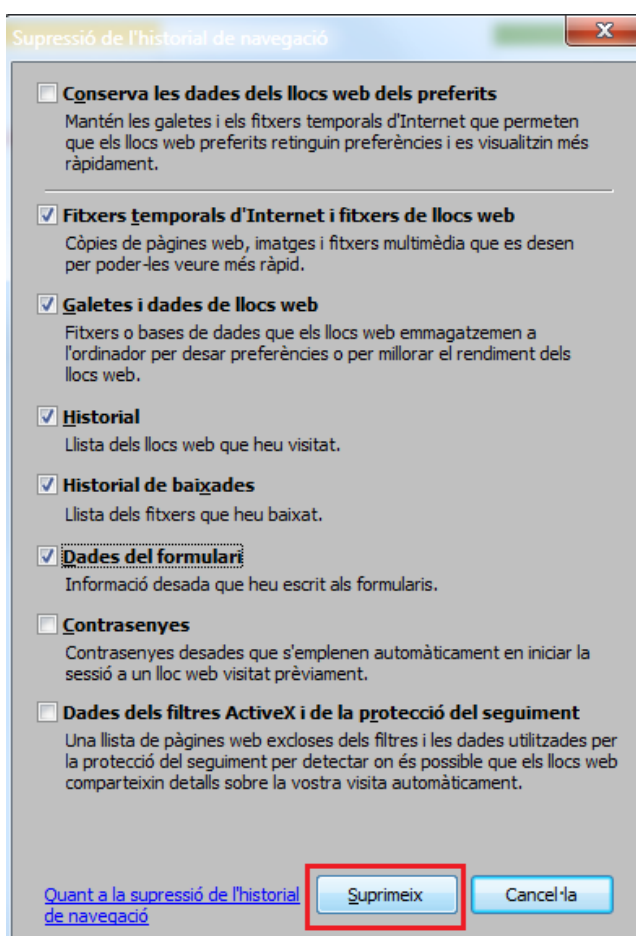 Supressió de l'historial de navegació
Conserva les dades dels llocs web dels preferits
Mantén les galetes i els fitxers temporals d'Internet que permeten
que els llocs web preferits retinguin preferències i es visualitzin més
ràpidament.
Fitxers temporals d'Internet i fitxers de llocs web
Còpies de pàgines web, imatges i fitxers multimèdia que es desen
per poder-les veure més ràpid.
Galetes i dades de llocs web
Fitxers o bases de dades que els llocs web emmagatzemen a
l'ordinador per desar preferències o per millorar el rendiment dels
llocs web.
Historial
Llista dels llocs web que heu visitat.
Historial de baixades
Llista dels fitxers que heu baixat.
Dades del formulari
Informació desada que heu escrit als formularis.
Contrasenyes
Contrasenyes desades que s'emplenen automàticament en iniciar la
sessió a un lloc web visitat prèviament.
Dades dels filtres ActiveX i de la protecció del seguiment
Una llista de pàgines web excloses dels filtres i les dades utilitzades per
la protecció del seguiment per detectar on és possible que els llocs web
comparteixin detalls sobre la vostra visita automàticament.
Quant a la supressió de l'historial
de navegació
Suprimeix
Cancel·la